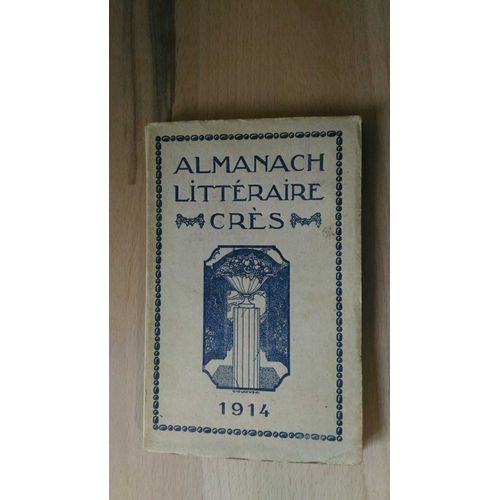 ALMANACH
LITTÉRAIRE
CRÈS
1914